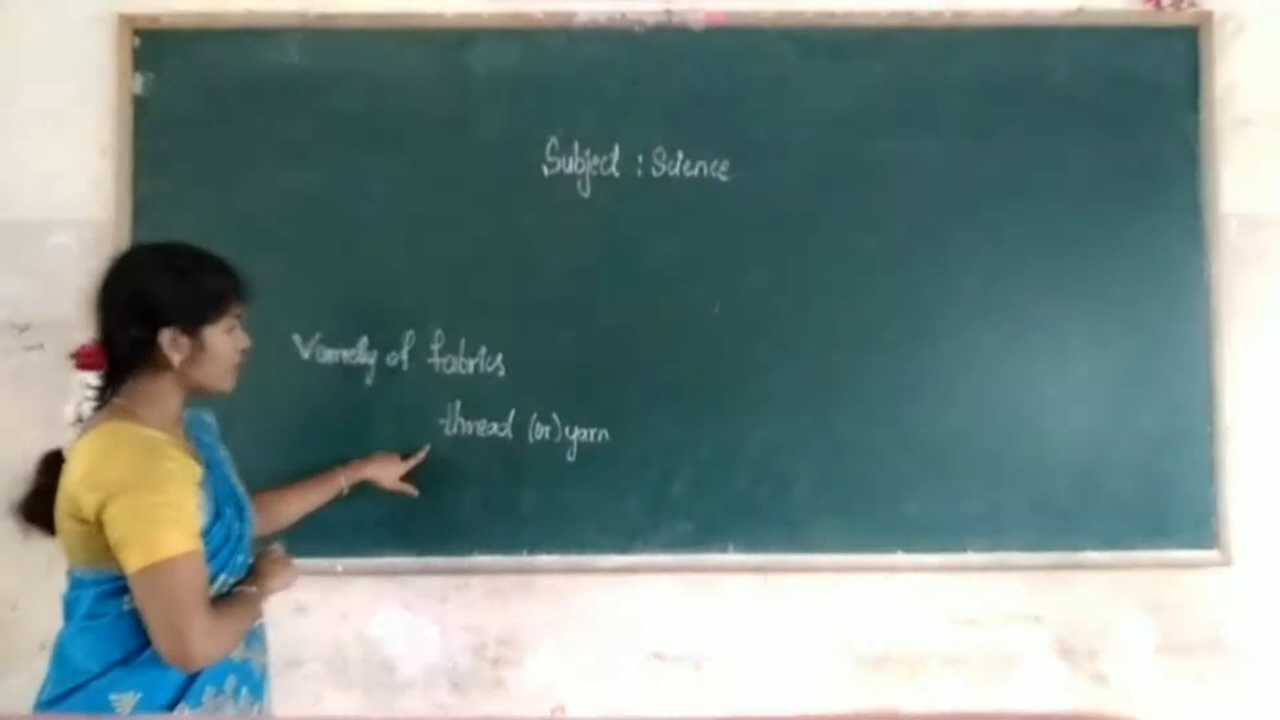 Subject : Science
Variety of fabrics
thread (or) yarn